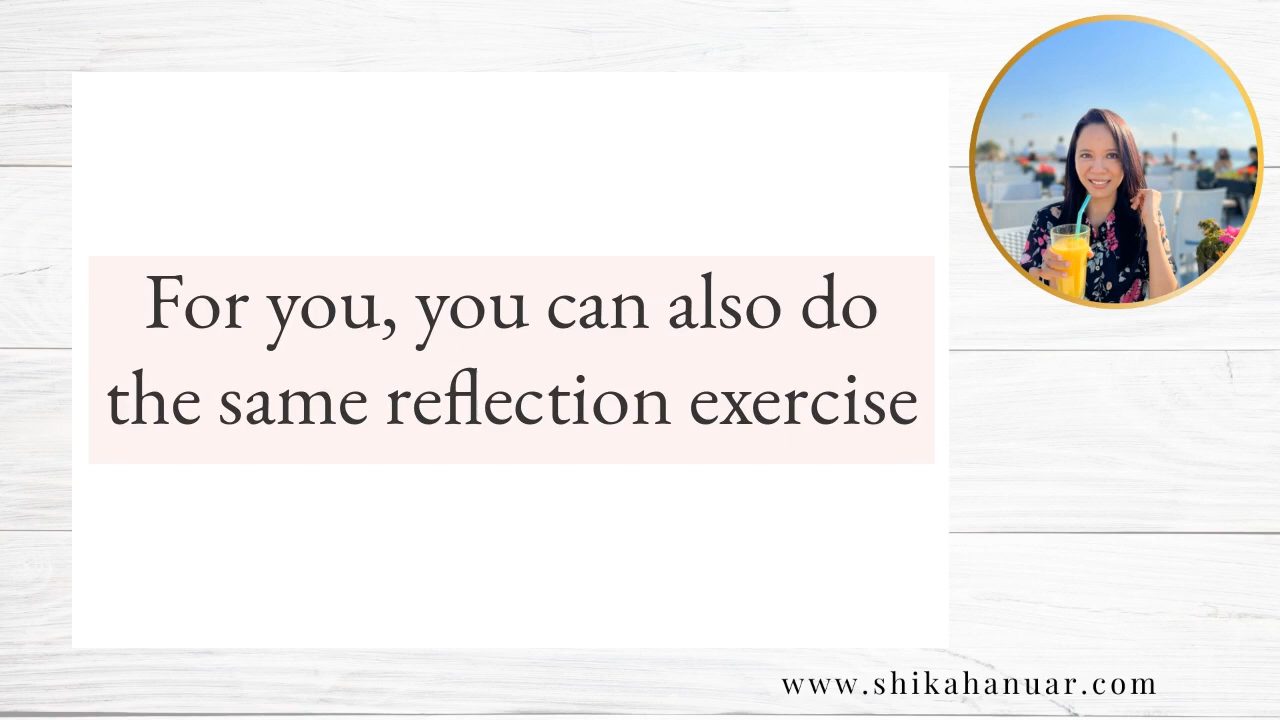 For you, you can also do
the same reflection exercise
www.shikahanuar.com